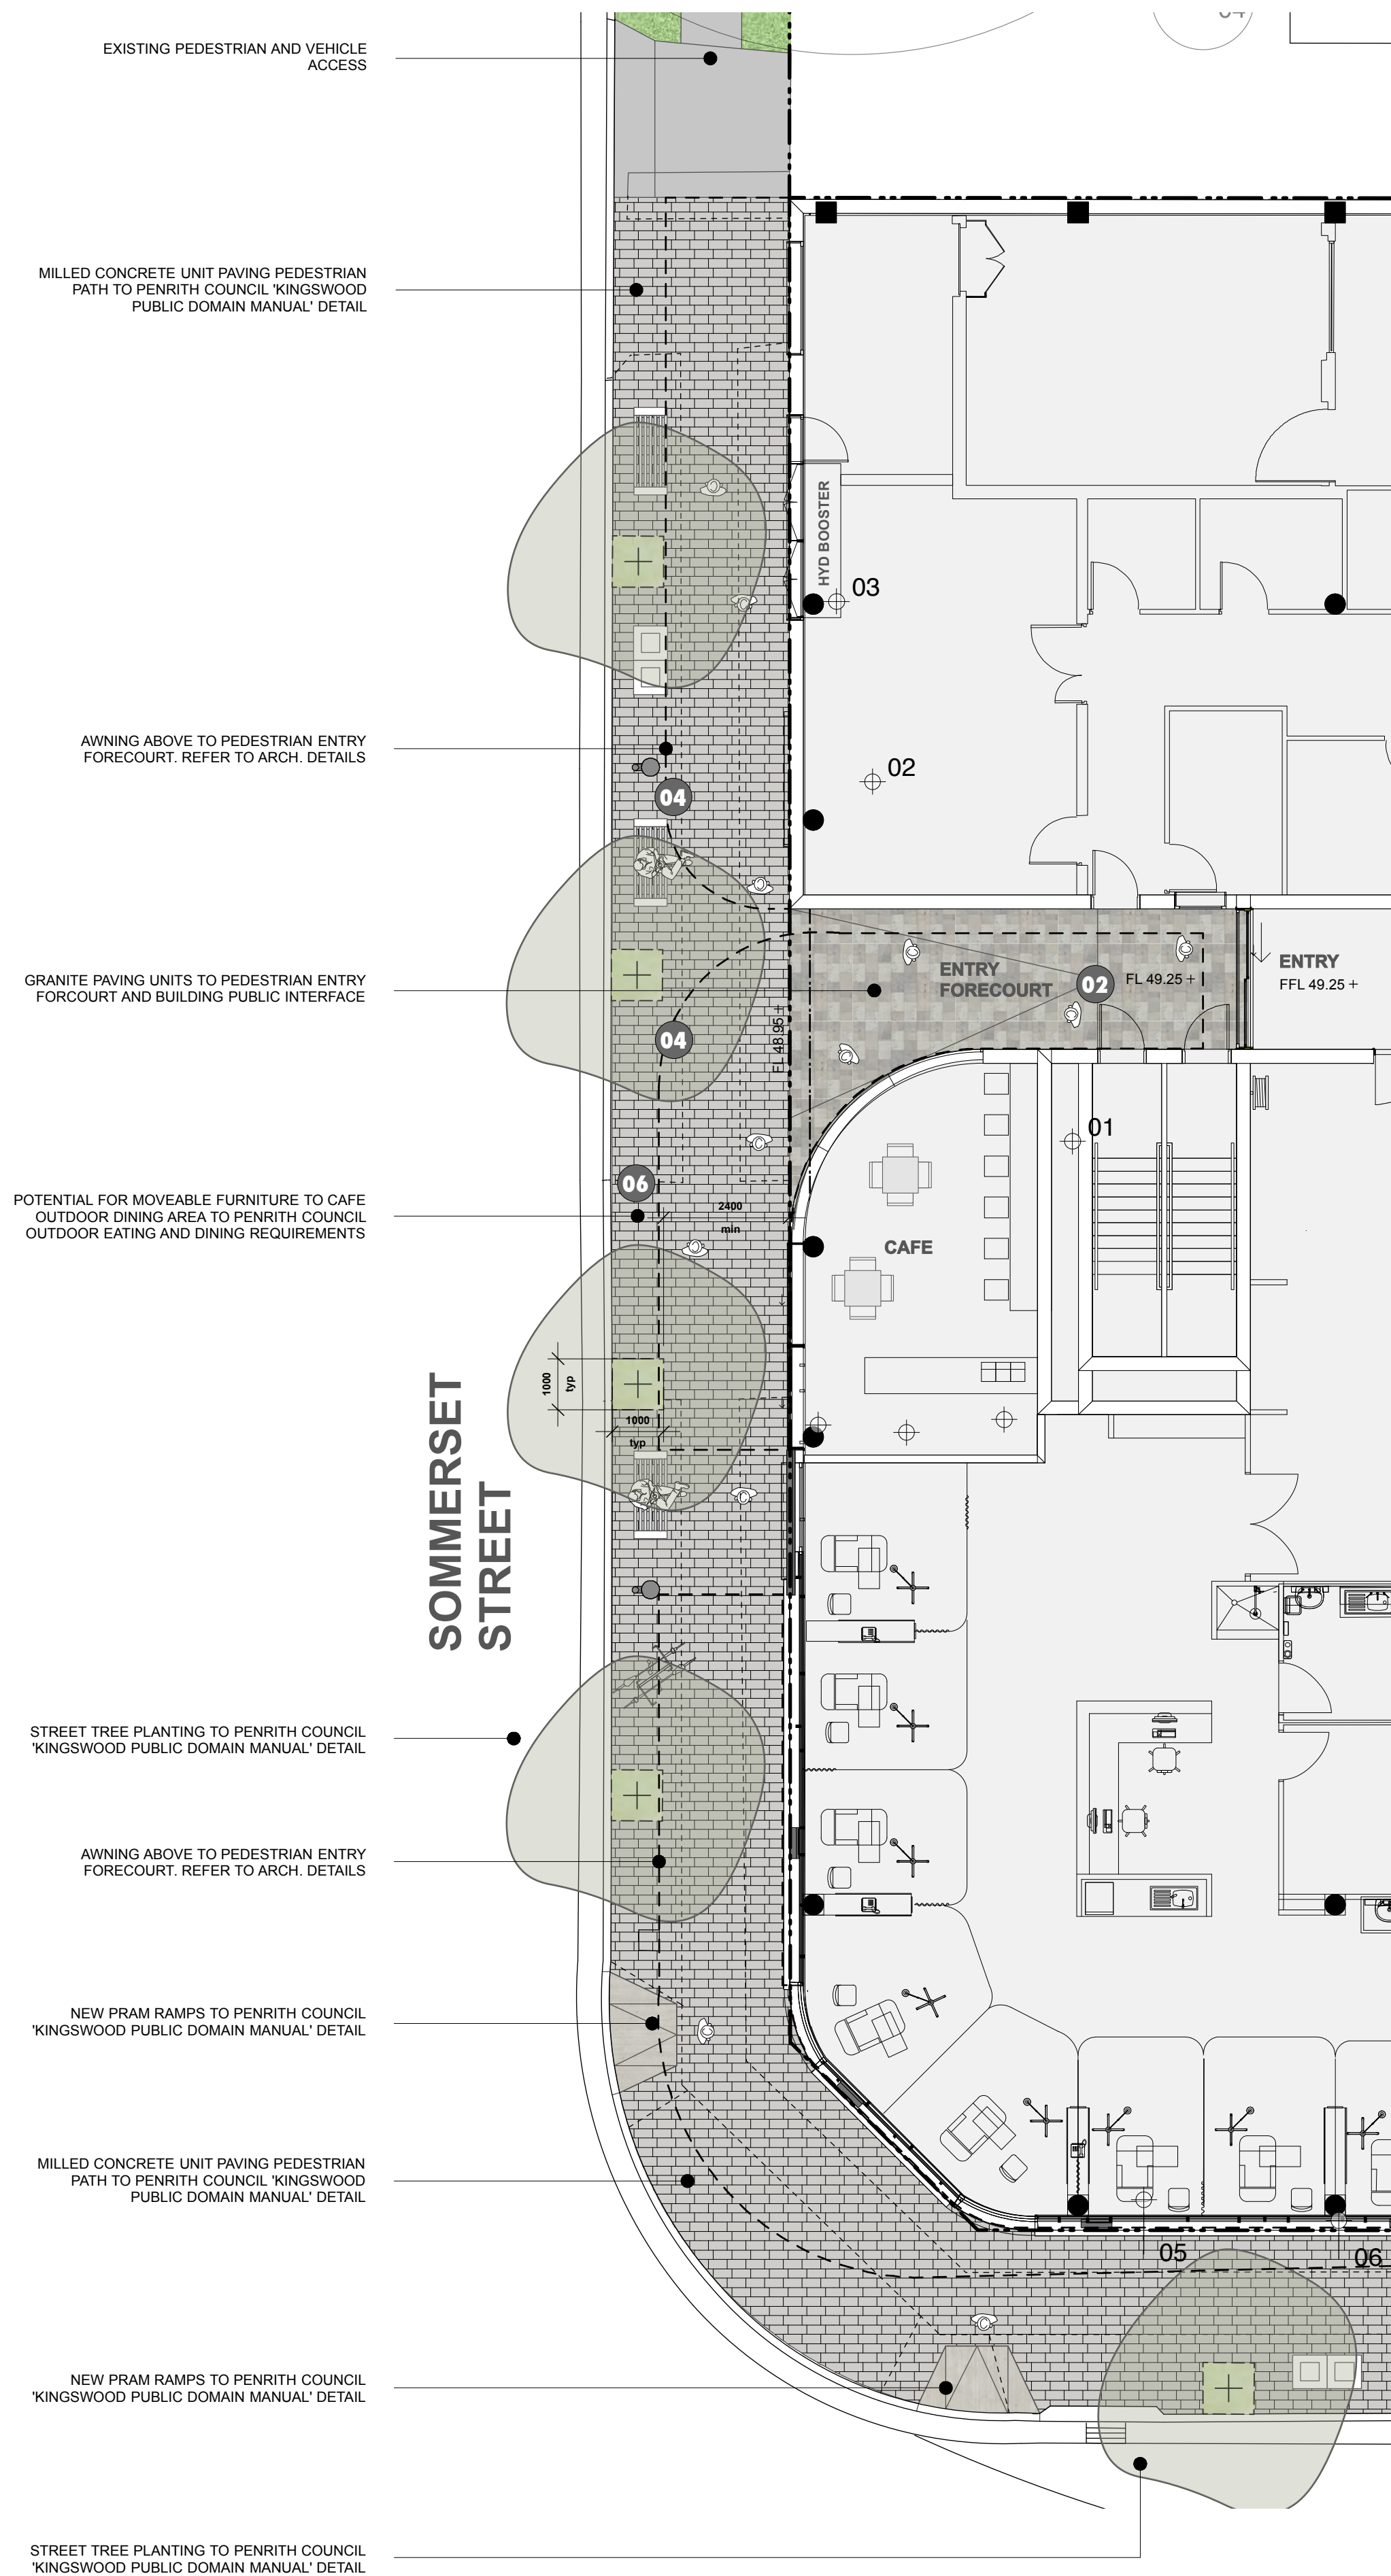 04
EXISTING PEDESTRIAN AND VEHICLE
ACCESS
MILLED CONCRETE UNIT PAVING PEDESTRIAN
PATH TO PENRITH COUNCIL 'KINGSWOOD
PUBLIC DOMAIN MANUAL' DETAIL
HYD BOOSTER
03
AWNING ABOVE TO PEDESTRIAN ENTRY
FORECOURT. REFER TO ARCH. DETAILS
02
04
GRANITE PAVING UNITS TO PEDESTRIAN ENTRY
FORCOURT AND BUILDING PUBLIC INTERFACE
ENTRY
FORECOURT
02
FL 49.25 +
ENTRY
FFL 49.25 +
FL 48.95 +
04
01
POTENTIAL FOR MOVEABLE FURNITURE TO CAFE
OUTDOOR DINING AREA TO PENRITH COUNCIL
OUTDOOR EATING AND DINING REQUIREMENTS
06
2400
min
CAFE
1000
typ
1000
typ
SOMMERSET
STREET
STREET TREE PLANTING TO PENRITH COUNCIL
'KINGSWOOD PUBLIC DOMAIN MANUAL' DETAIL
AWNING ABOVE TO PEDESTRIAN ENTRY
FORECOURT. REFER TO ARCH. DETAILS
NEW PRAM RAMPS TO PENRITH COUNCIL
'KINGSWOOD PUBLIC DOMAIN MANUAL' DETAIL
MILLED CONCRETE UNIT PAVING PEDESTRIAN
PATH TO PENRITH COUNCIL 'KINGSWOOD
PUBLIC DOMAIN MANUAL' DETAIL
05
06
NEW PRAM RAMPS TO PENRITH COUNCIL
'KINGSWOOD PUBLIC DOMAIN MANUAL' DETAIL
STREET TREE PLANTING TO PENRITH COUNCIL
'KINGSWOOD PUBLIC DOMAIN MANUAL' DETAIL